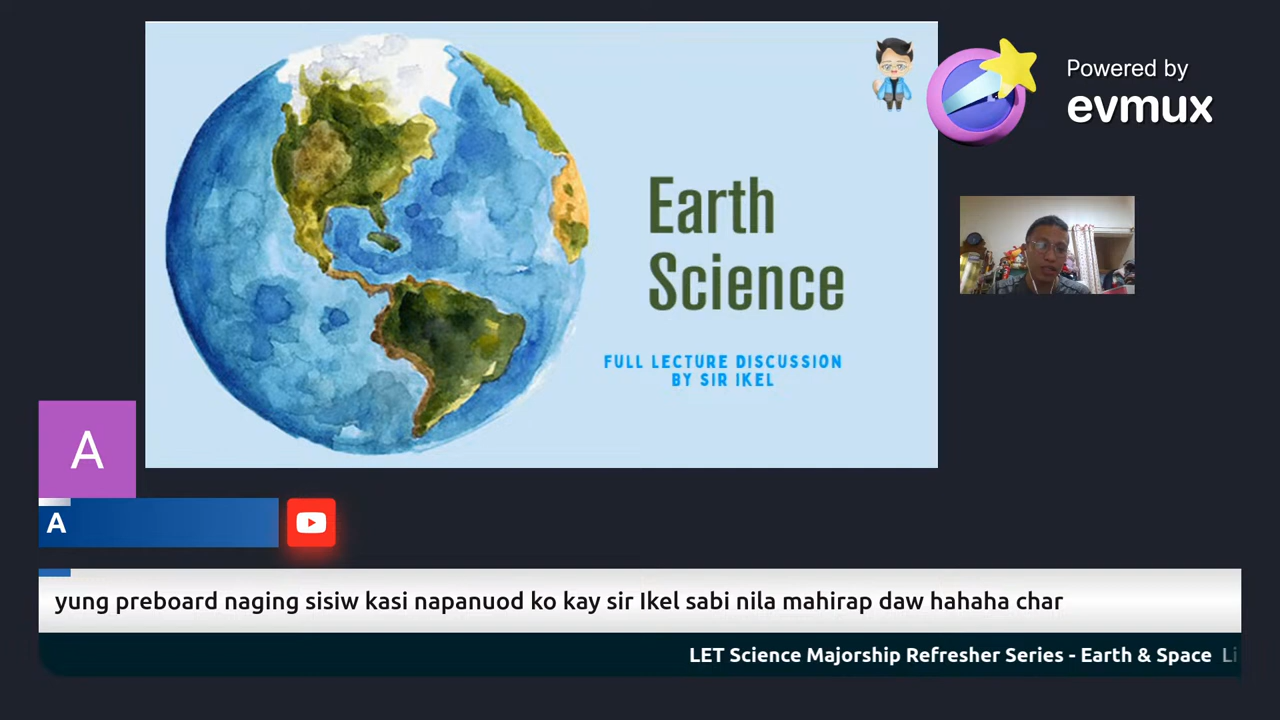 Powered by
evmux
Earth
Science
FULL LECTURE DISCUSSION
BY SIR IKEL
A
A
yung preboard naging sisiw kasi napanuod ko kay sir Ikel sabi nila mahirap daw hahaha char
LET Science Majorship Refresher Series - Earth & Space Li